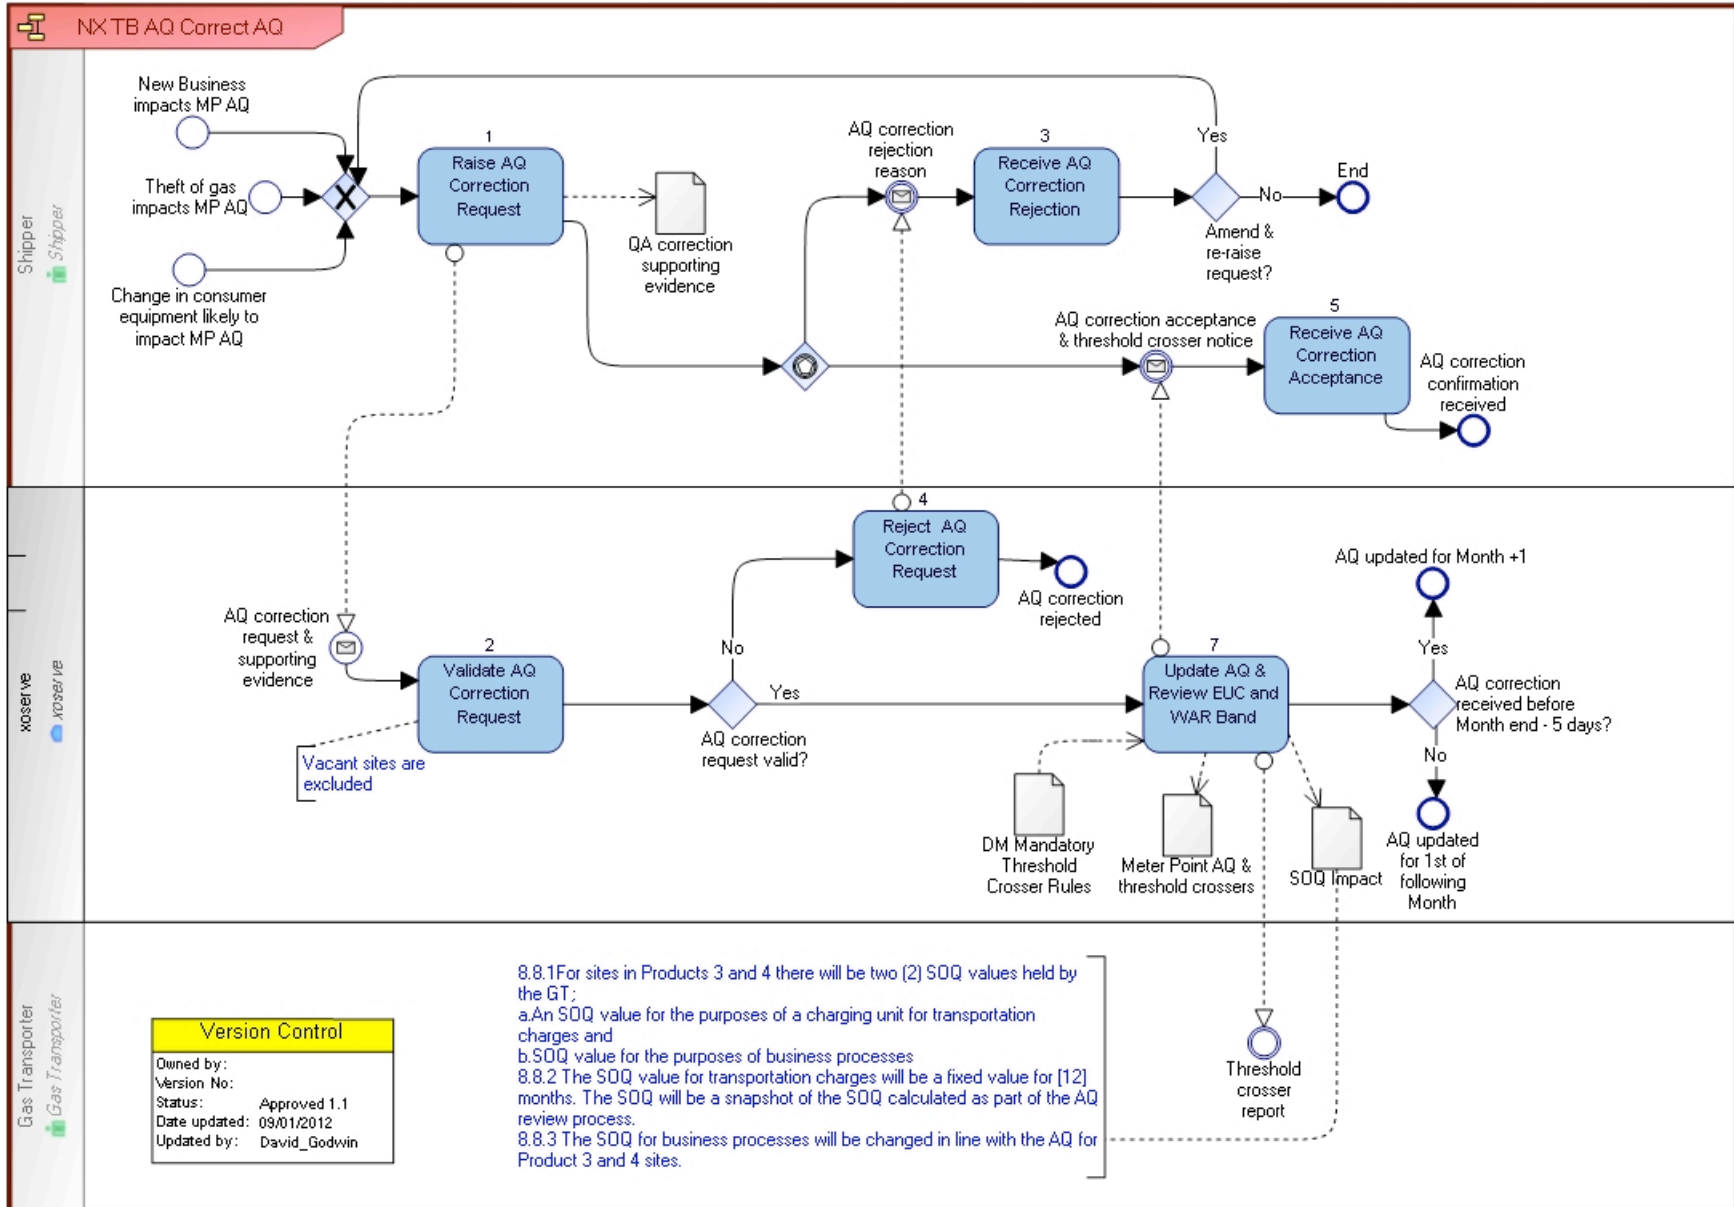 NX TB AQ Correct AQ
New Business
impacts MP AQ
Theft of gas
impacts MP AQ
Change in consumer
equipment likely to
impact MP AQ
1
Raise AQ
Correction
Request
QA correction
supporting
evidence
AQ correction
rejection
reason
3
Receive AQ
Correction
Rejection
Yes
No
End
Amend &
re-raise
request?
AQ correction acceptance
& threshold crosser notice
5
Receive AQ
Correction
Acceptance
AQ correction
confirmation
received
Shipper
Shipper
4
Reject AQ
Correction
Request
AQ correction
rejected
AQ correction
request &
supporting
evidence
2
Validate AQ
Correction
Request
Vacant sites are
excluded
No
Yes
AQ correction
request valid?
7
Update AQ &
Review EUC and
WAR Band
AQ updated for Month +1
Yes
AQ correction
received before
Month end - 5 days?
No
AQ updated
for 1st of
following
Month
DM Mandatory
Threshold
Crosser Rules
Meter Point AQ &
threshold crossers
SOQ Impact
xoserve
xoserve
Gas Transporter
Gas Transporter
Version Control
Owned by:
Version No:
Status: Approved 1.1
Date updated: 09/01/2012
Updated by: David_Godwin
8.8.1For sites in Products 3 and 4 there will be two (2) SOQ values held by
the GT;
a.An SOQ value for the purposes of a charging unit for transportation
charges and
b.SOQ value for the purposes of business processes
8.8.2 The SOQ value for transportation charges will be a fixed value for [12]
months. The SOQ will be a snapshot of the SOQ calculated as part of the AQ
review process.
8.8.3 The SOQ for business processes will be changed in line with the AQ for
Product 3 and 4 sites.
Threshold
crosser
report